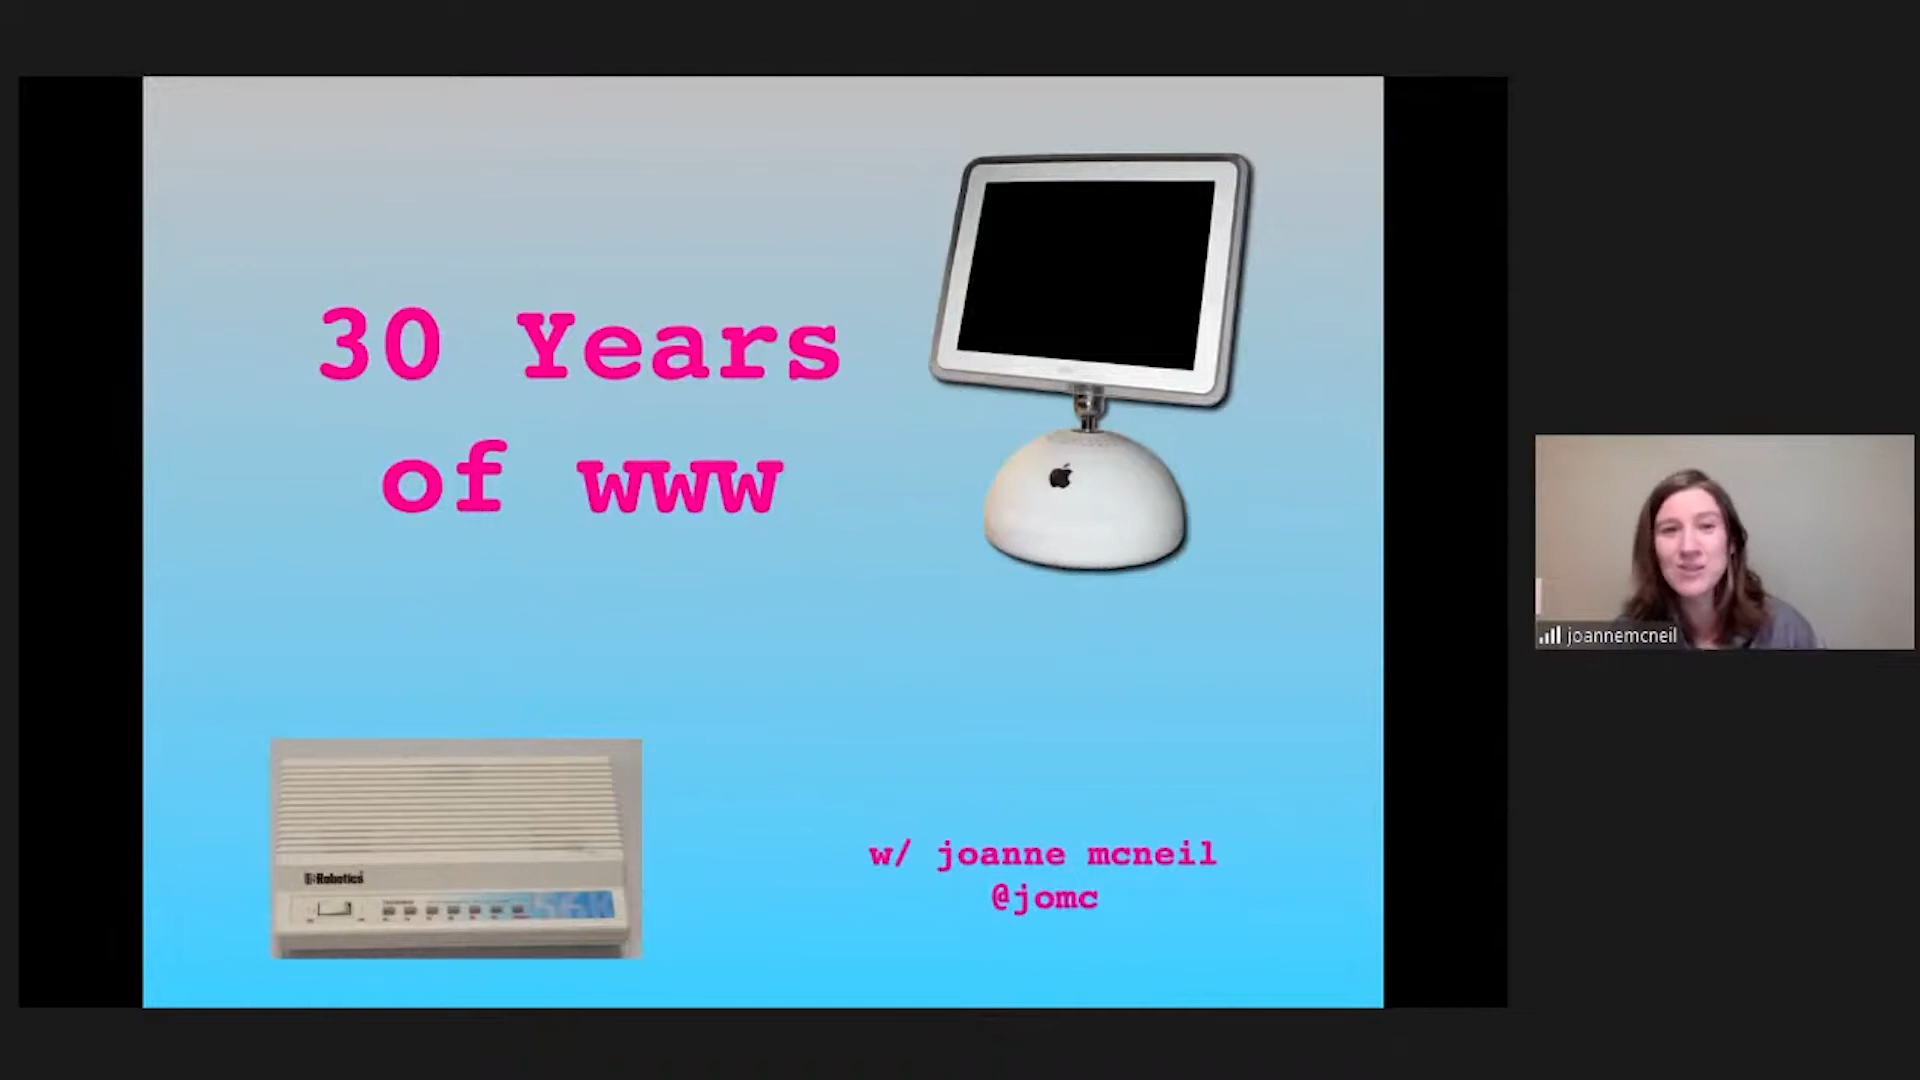 30 Years
of www
Robotics
56K
w/ joanne mcneil
@jomc
joannemcneil